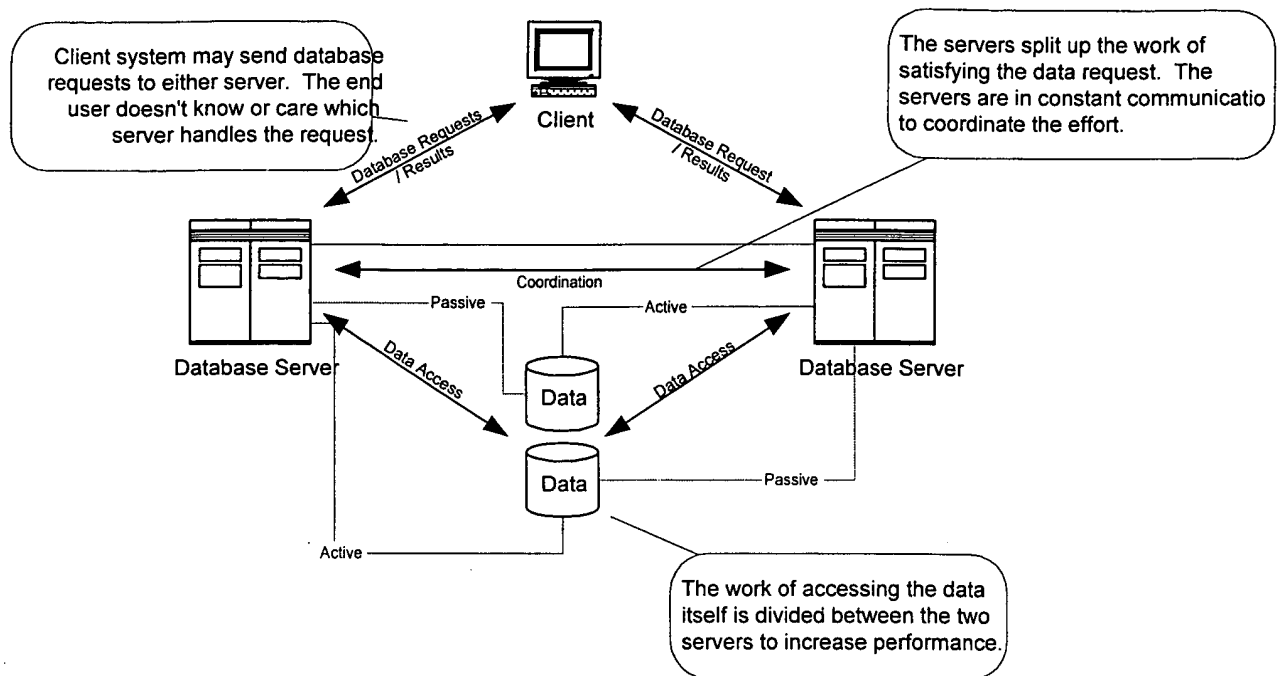 Client system may send database
requests to either server.  The end
user doesn't know or care which
server handles the request.
Client
The servers split up the work of
satisfying the data request.  The
servers are in constant communicatio
to coordinate the effort.
Database Requests
/ Results
Database Request
/ Results
Coordination
Passive
Active
Database Server
Database Server
Data Access
Data Access
Data
Data
Passive
Active
The work of accessing the data
itself is divided between the two
servers to increase performance.